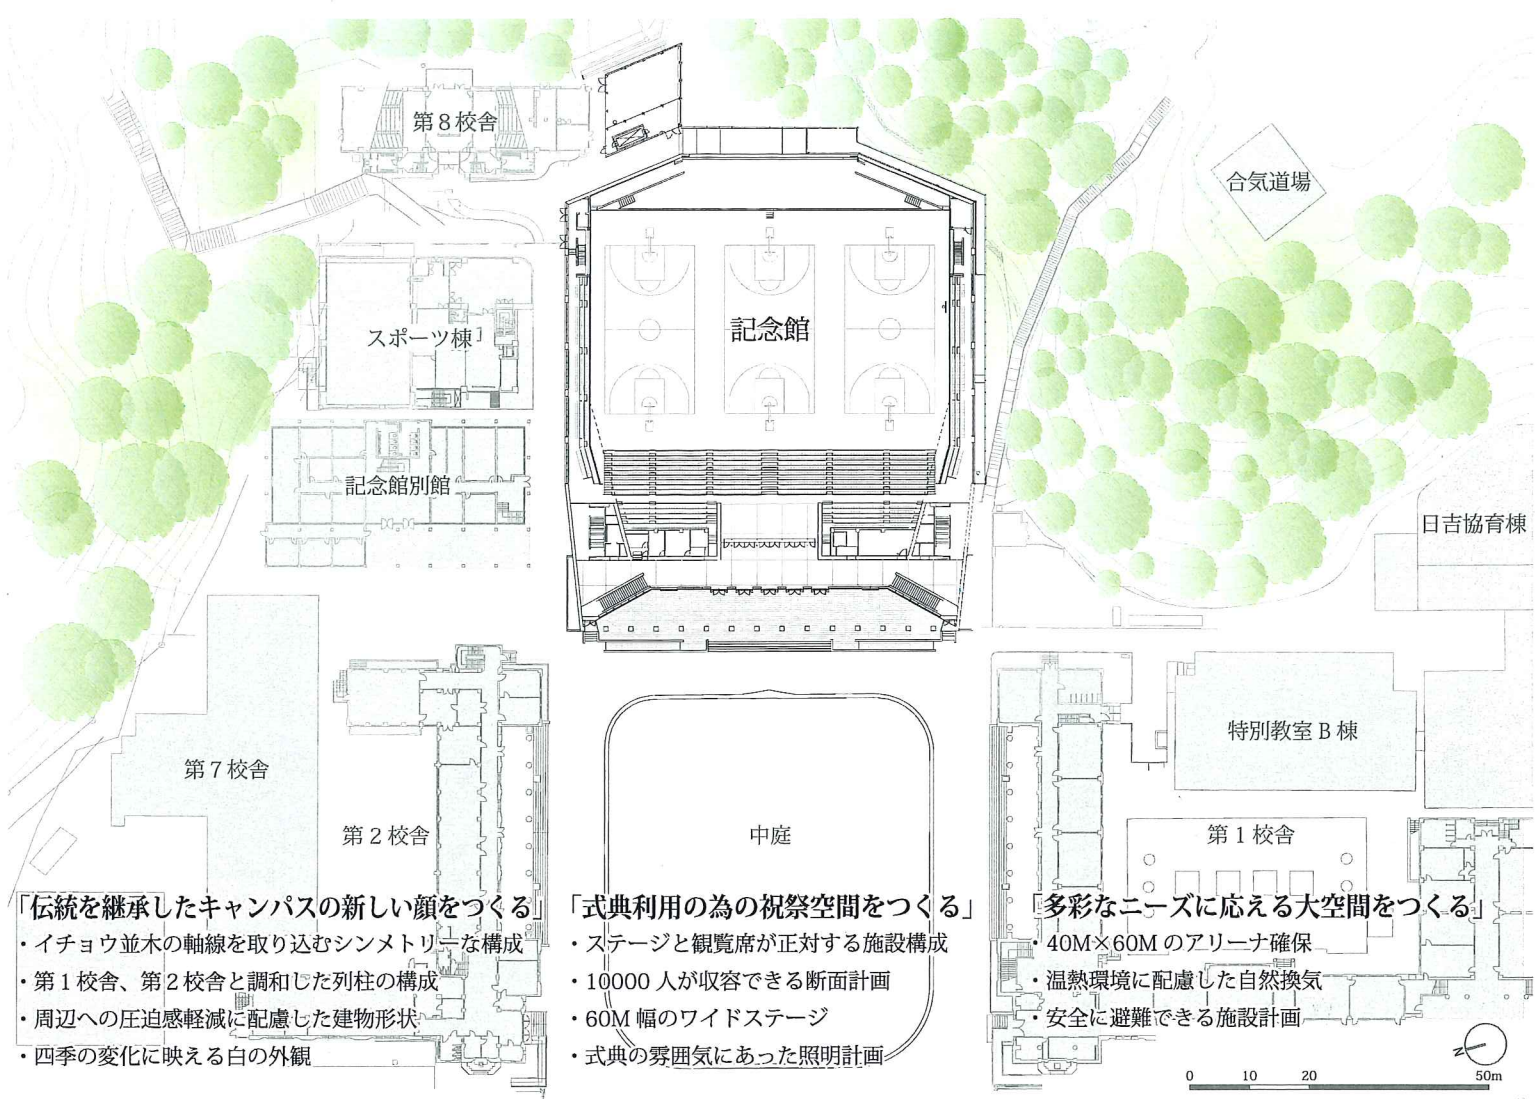 第８校舎
合気道場
スポーツ棟
記念館
記念館別館
日吉協育棟
特別教室 B 棟
第７校舎
第２校舎
中庭
第１校舎
「伝統を継承したキャンパスの新しい顔をつくる」
・イチョウ並木の軸線を取り込むシンメトリーな構成
・第１校舎、第２校舎と調和した列柱の構成
・周辺への圧迫感軽減に配慮した建物形状
・四季の変化に映える白の外観
「式典利用の為の祝祭空間をつくる」
・ステージと観覧席が正対する施設構成
・10000 人が収容できる断面計画
・60M 幅のワイドステージ
・式典の雰囲気にあった照明計画
「多彩なニーズに応える大空間をつくる」
・40M×60M のアリーナ確保
・温熱環境に配慮した自然換気
・安全に避難できる施設計画
N
0 10 20 50m